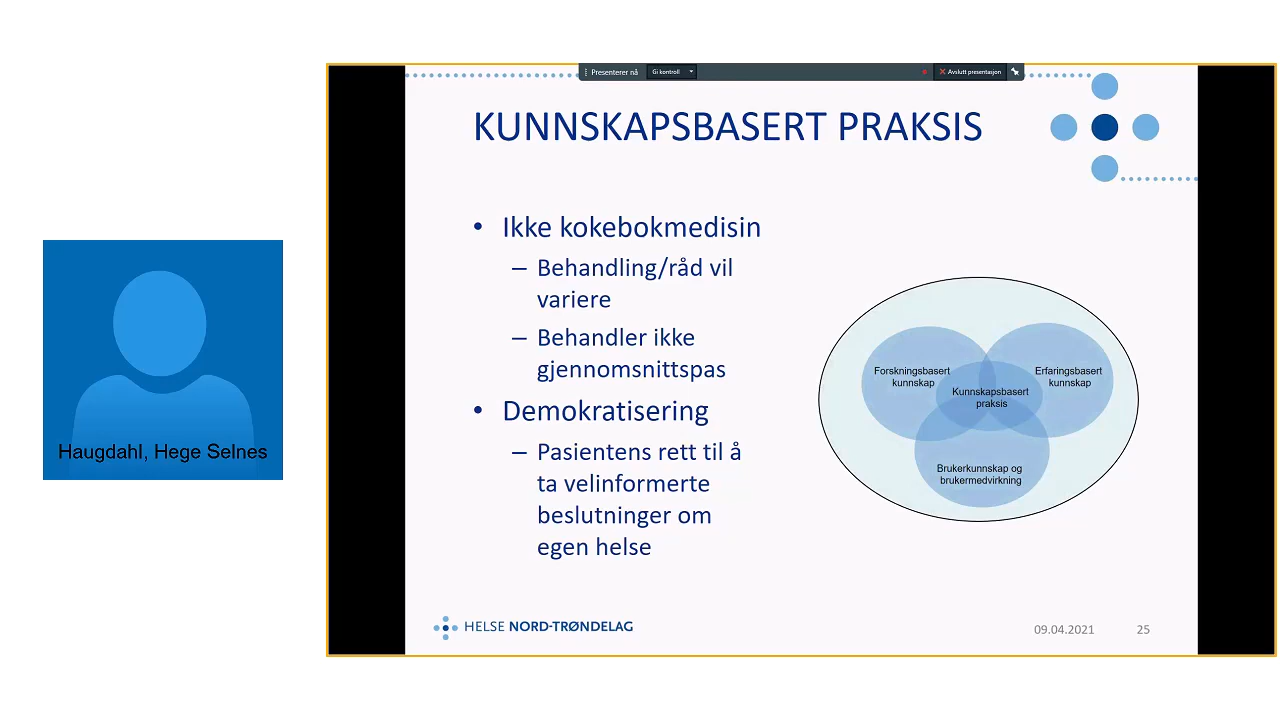 Presenterer nå
Gi kontroll
Avslutt presentasjon
KUNNSKAPSBASERT PRAKSIS
• Ikke kokebokmedisin
– Behandling/råd vil
variere
– Behandler ikke
gjennomsnittspas
• Demokratisering
– Pasientens rett til å
ta velinformerte
beslutninger om
egen helse
Forskningsbasert
kunnskap
Erfaringsbasert
kunnskap
Kunnskapsbasert
praksis
Brukerkunnskap og
brukermedvirkning
Haugdahl, Hege Selnes
HELSE NORD-TRØNDELAG
09.04.2021
25